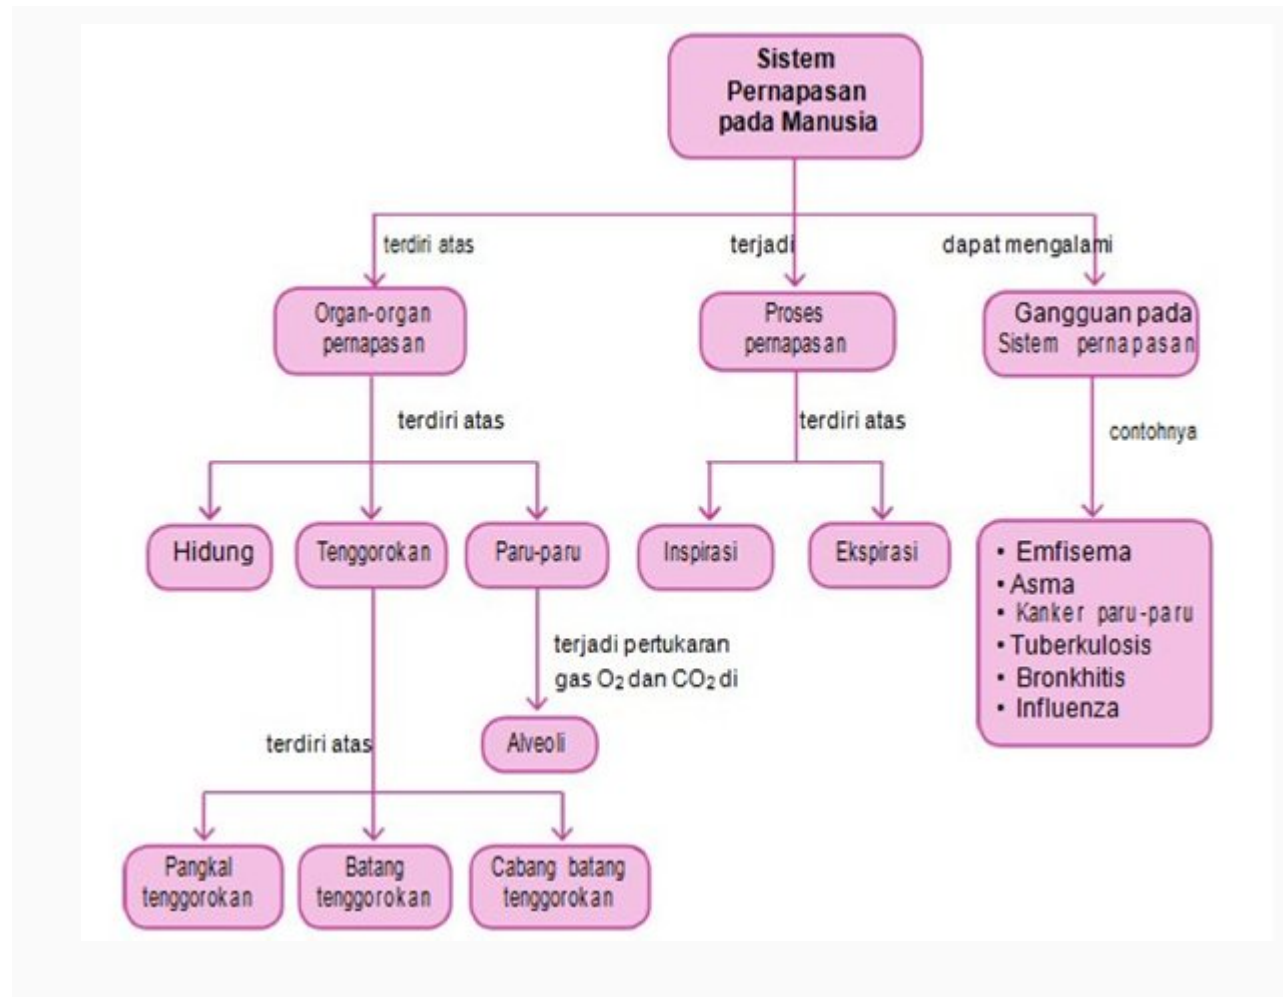 Sistem
Pernapasan
pada Manusia
terdiri atas
terjadi
dapat mengalami
Organ-organ
pernapasan
Proses
pernapasan
Gangguan pada
Sistem pernapasan
terdiri atas
terdiri atas
contohnya
Hidung
Tenggorokan
Paru-paru
Inspirasi
Ekspirasi
• Emfisema
• Asma
• Kanker paru-paru
• Tuberkulosis
• Bronkhitis
• Influenza
terjadi pertukaran
gas O₂ dan CO₂ di
Alveoli
terdiri atas
Pangkal
tenggorokan
Batang
tenggorokan
Cabang batang
tenggorokan